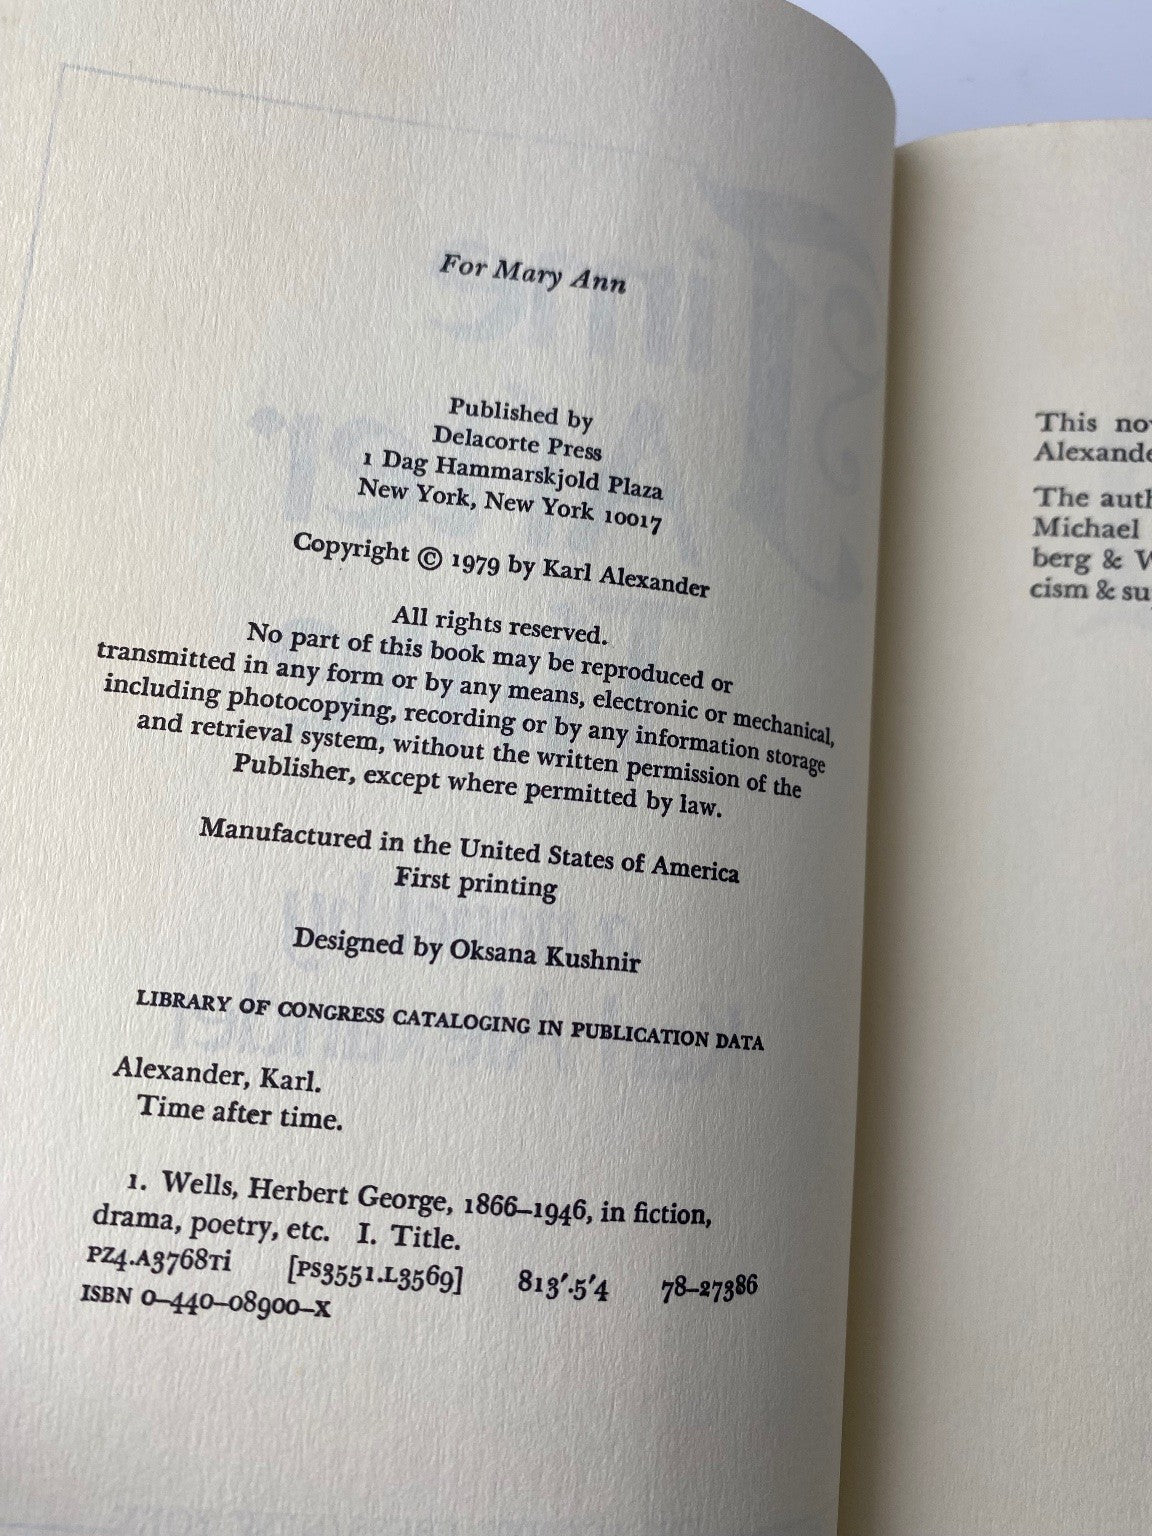 For Mary Ann
Published by
Delacorte Press
1 Dag Hammarskjold Plaza
New York, New York 10017
Copyright © 1979 by Karl Alexander
All rights reserved.
No part of this book may be reproduced or
transmitted in any form or by any means, electronic or mechanical,
including photocopying, recording or by any information storage
and retrieval system, without the written permission of the
Publisher, except where permitted by law.
Manufactured in the United States of America
First printing
Designed by Oksana Kushnir
LIBRARY OF CONGRESS CATALOGING IN PUBLICATION DATA
Alexander, Karl.
Time after time.
1. Wells, Herbert George, 1866–1946, in fiction,
drama, poetry, etc. I. Title.
PZ4.A3768Ti [PS3551.L3569] 813'.5'4 78–27386
ISBN 0–440–08900–X
This
The
Michael
berg &
cism &